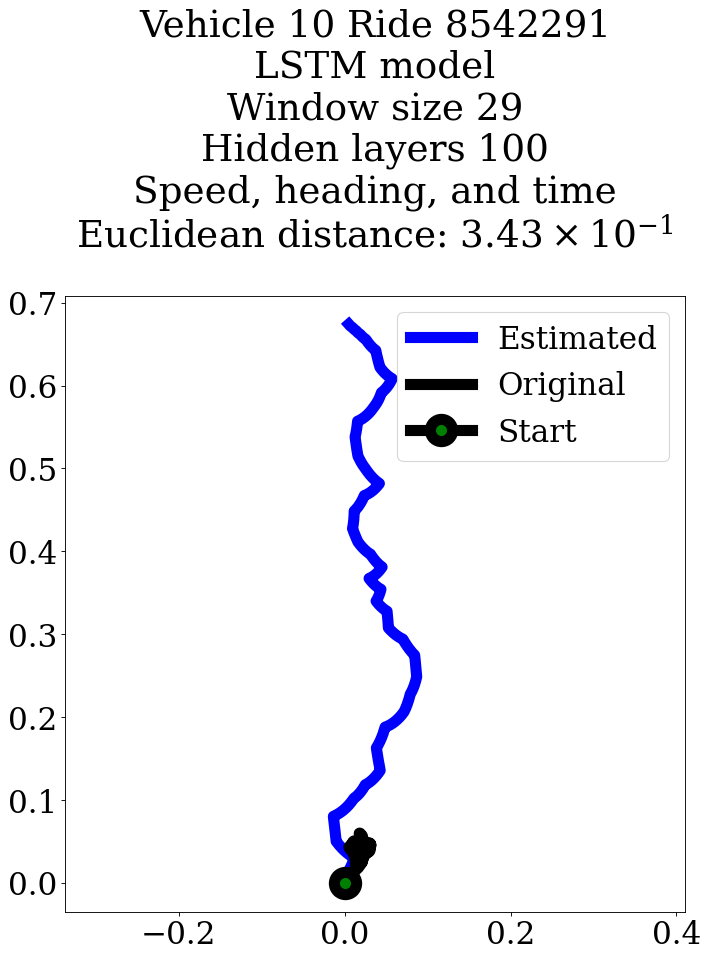 Vehicle 10 Ride 8542291
LSTM model
Window size 29
Hidden layers 100
Speed, heading, and time
Euclidean distance: 3.43 × 10⁻¹
0.7
0.6
0.5
0.4
0.3
0.2
0.1
0.0
Estimated
Original
Start
−0.2
0.0
0.2
0.4